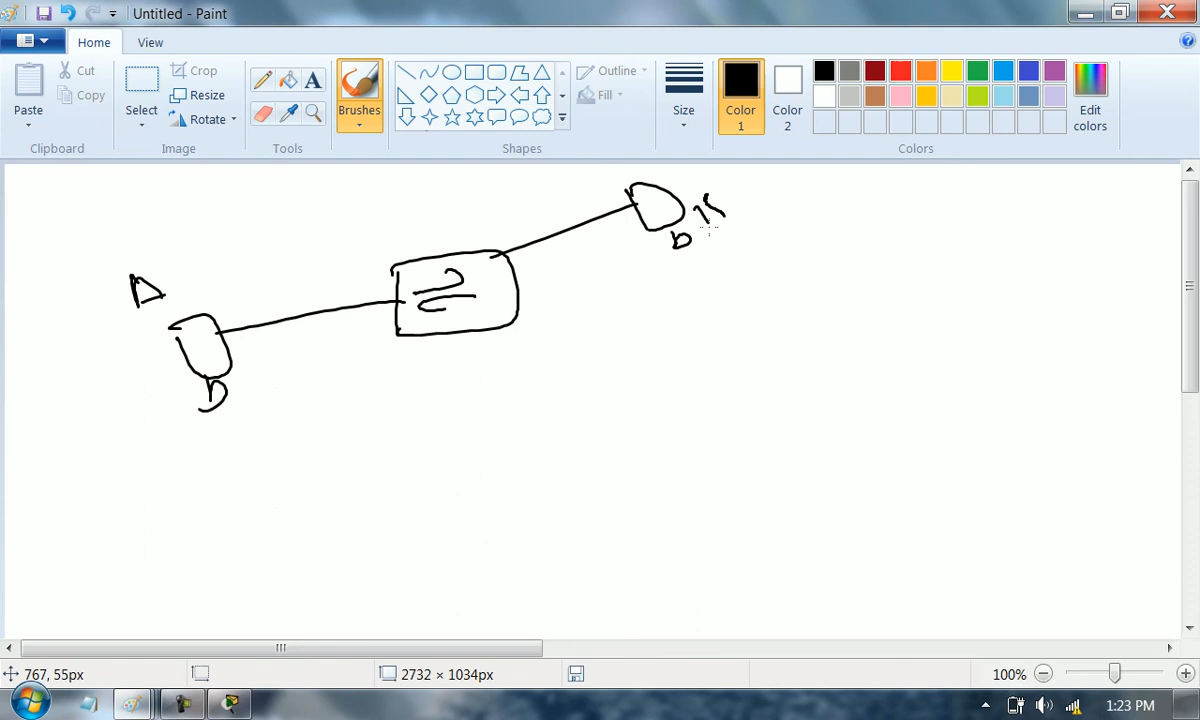 Untitled - Paint
Home
View
Paste
Cut
Copy
Clipboard
Select
Crop
Resize
Rotate
Image
A
Tools
Brushes
Shapes
Outline
Fill
Size
Color 1
Color 2
Edit colors
Colors
D
767, 55px
2732 × 1034px
100%
1:23 PM